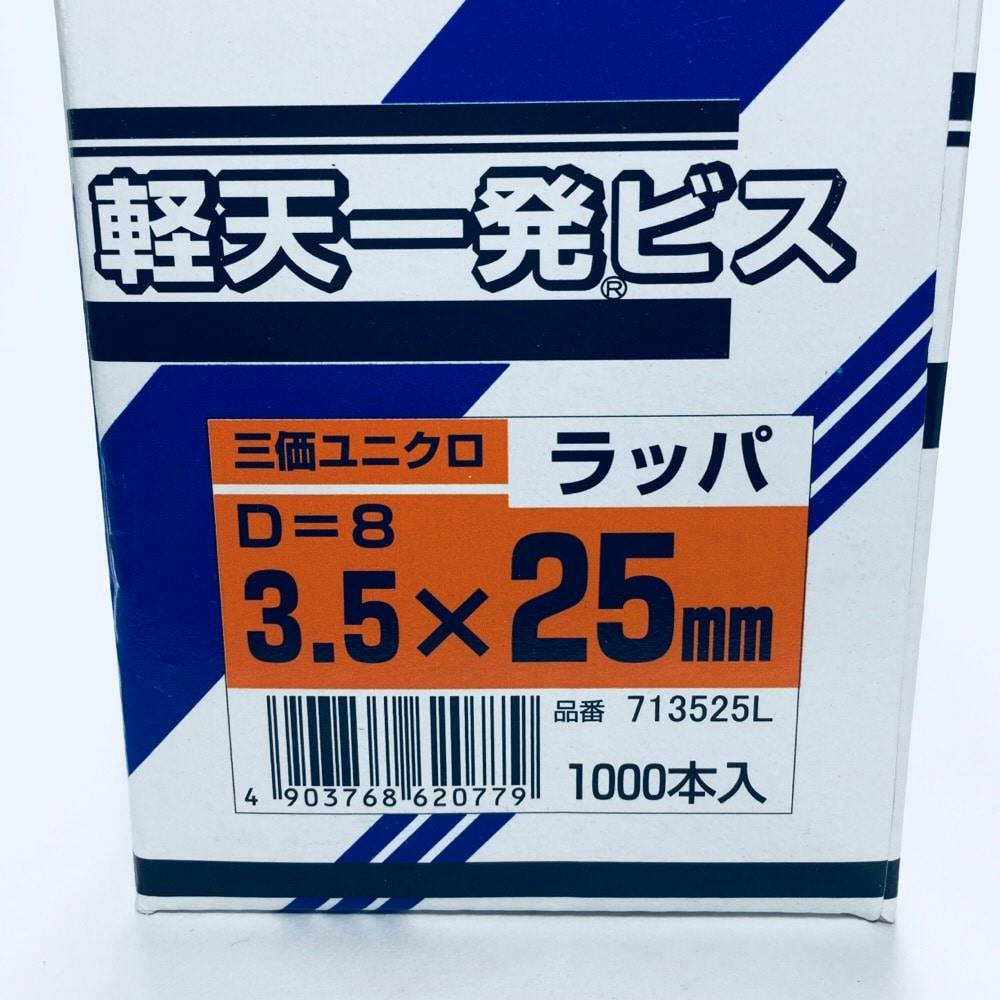 軽天一発ビス®
三価ユニクロ
ラッパ
D=8
3.5×25mm
品番 713525L
4 903768 620779
1000本入